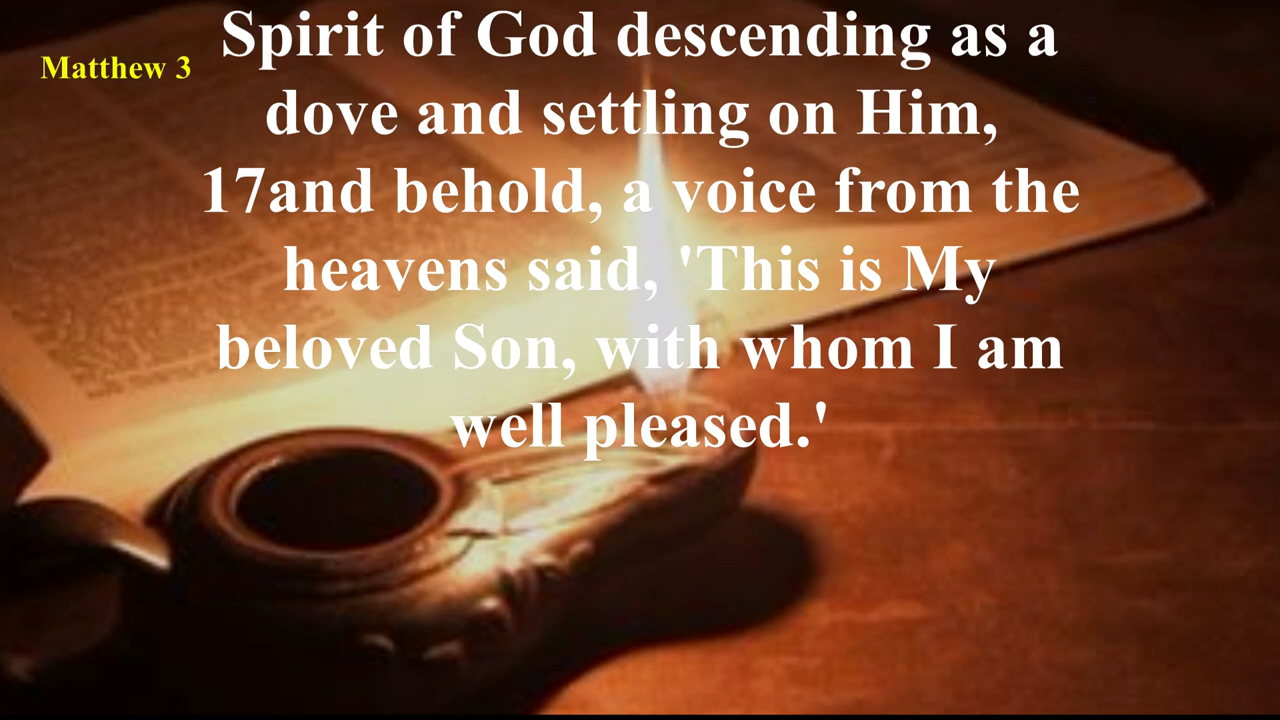 Matthew 3
Spirit of God descending as a
dove and settling on Him,
17and behold, a voice from the
heavens said, 'This is My
beloved Son, with whom I am
well pleased.'